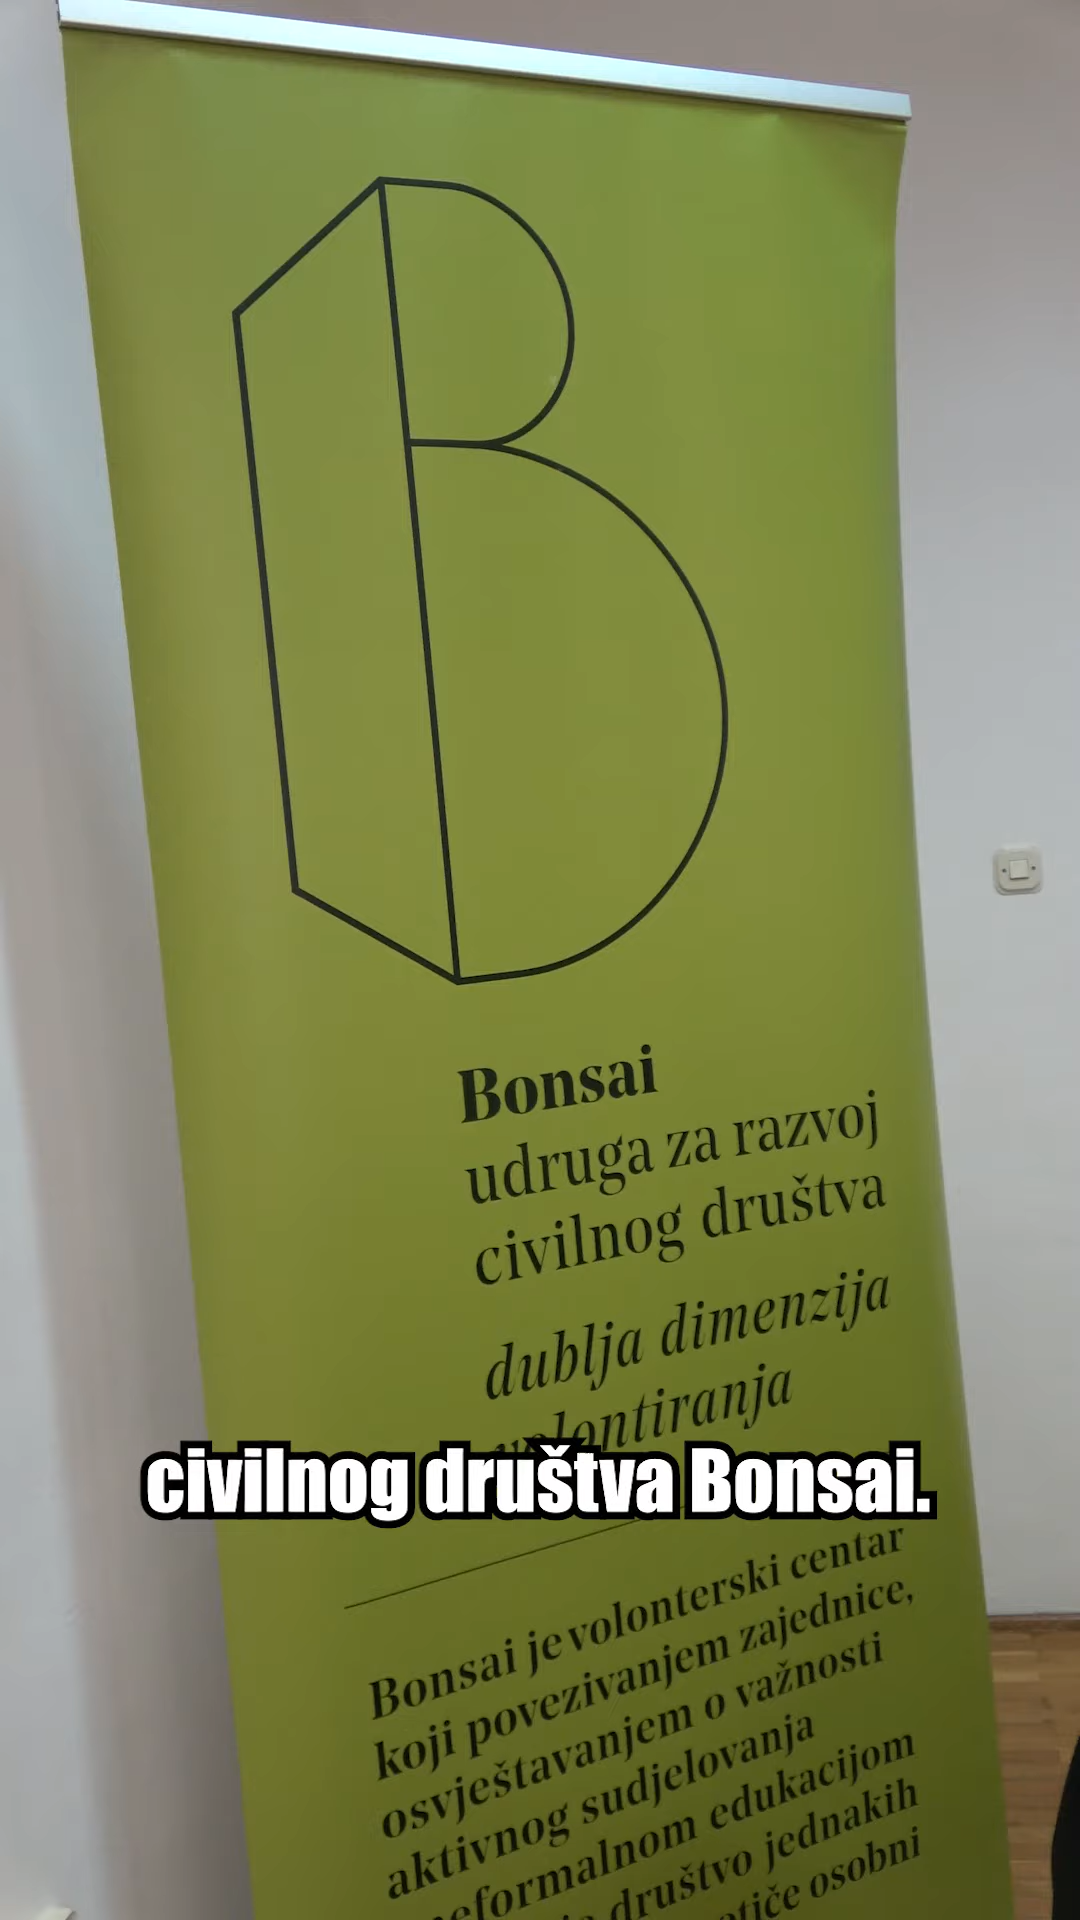 B
Bonsai
udruga za razvoj
civilnog društva
dublja dimenzija
volontiranja
civilnog društva Bonsai.
Bonsai je volonterski centar
koji povezivanjem zajednice,
osvještavanjem o važnosti
aktivnog sudjelovanja
neformalnom edukacijom
društvo jednakih
osobni